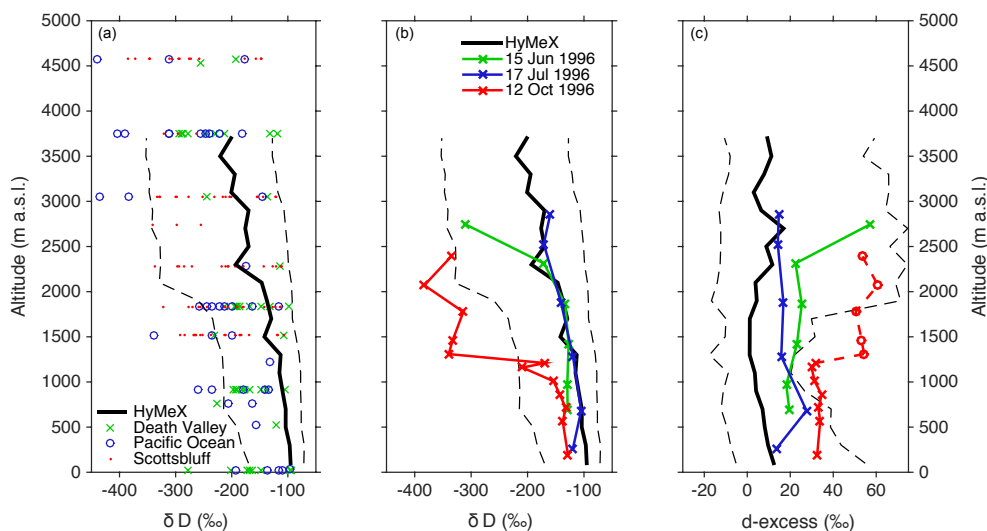 (a)
(b)
(c)
5000
4500
4000
3500
3000
2500
2000
1500
1000
500
0
Altitude (m a.s.l.)
HyMeX
Death Valley
Pacific Ocean
Scottsbluff
-400 -300 -200 -100
δ D (‰)
HyMeX
15 Jun 1996
17 Jul 1996
12 Oct 1996
-400 -300 -200 -100
δ D (‰)
-20 0 20 40 60
d-excess (‰)
5000
4500
4000
3500
3000
2500
2000
1500
1000
500
0
Altitude (m a.s.l.)